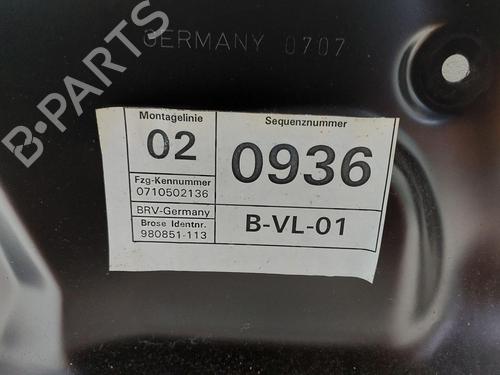 B-PARTS
GERMANY 0707
Montagelinie
02
Sequenznummer
0936
Fzg-Kennummer
0710502136
BRV-Germany
Brose Identnr.
980851-113
B-VL-01